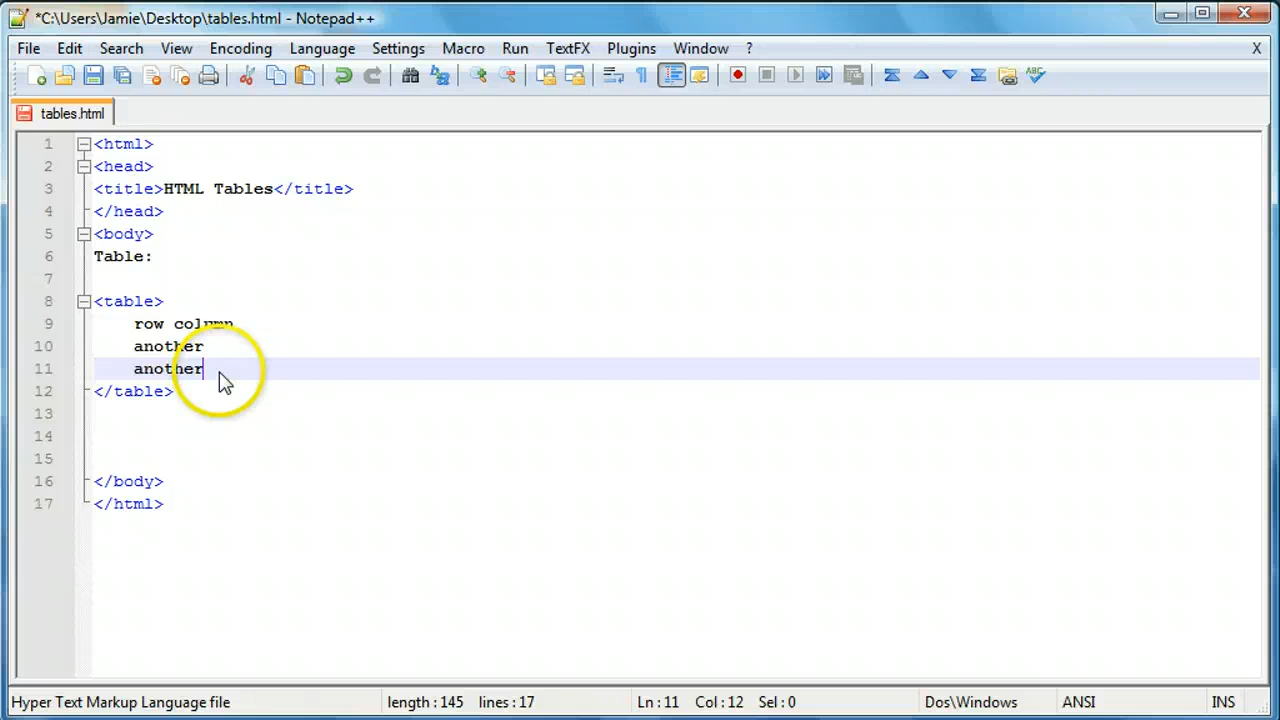 *C:\Users\Jamie\Desktop\tables.html - Notepad++
File Edit Search View Encoding Language Settings Macro Run TextFX Plugins Window ? X
ABC
tables.html
1 <html>
2 <head>
3 <title>HTML Tables</title>
4 </head>
5 <body>
6 Table:
7
8 <table>
9 row column
10 another
11 another
12 </table>
13
14
15
16 </body>
17 </html>
Hyper Text Markup Language file length : 145 lines : 17 Ln : 11 Col : 12 Sel : 0 Dos\Windows ANSI INS